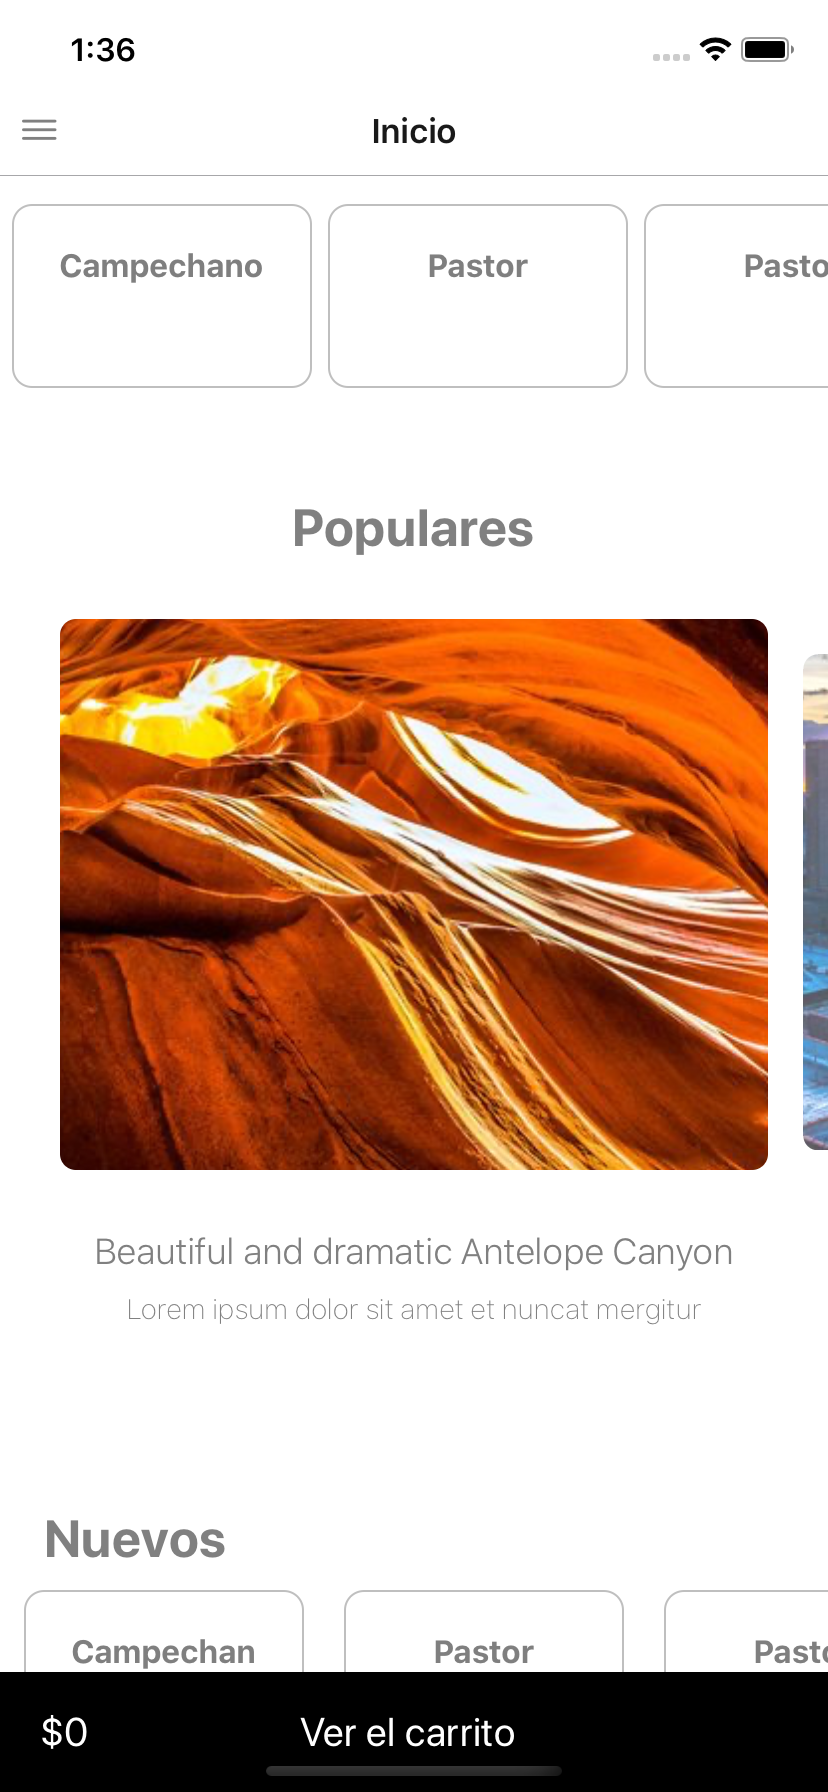 1:36
Inicio
Campechano Pastor Pasto
Populares
Beautiful and dramatic Antelope Canyon
Lorem ipsum dolor sit amet et nuncat mergitur
Nuevos
Campechan Pastor Pasto
$0 Ver el carrito